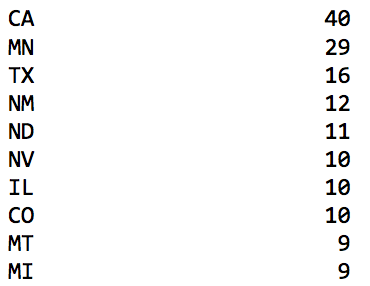 CA 40
MN 29
TX 16
NM 12
ND 11
NV 10
IL 10
CO 10
MT 9
MI 9